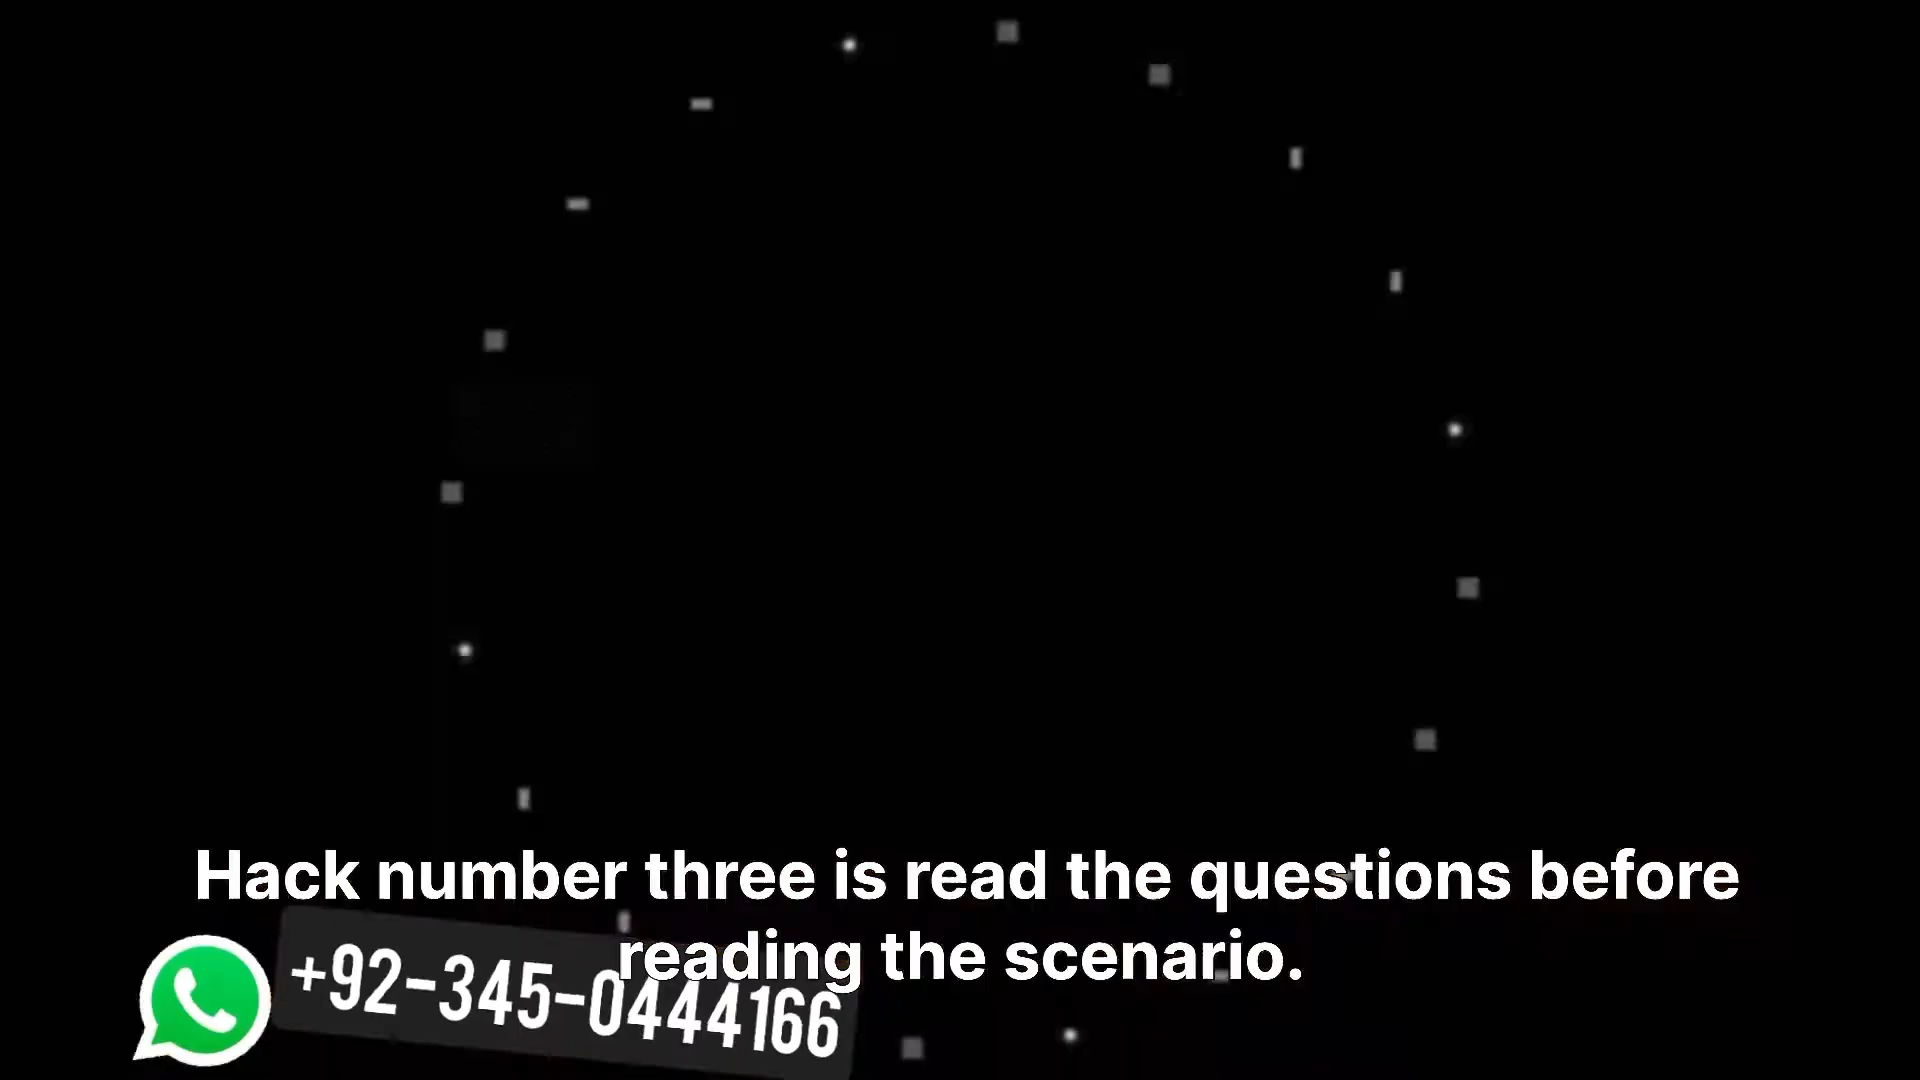 Hack number three is read the questions before
reading the scenario.
+92-345-0444166